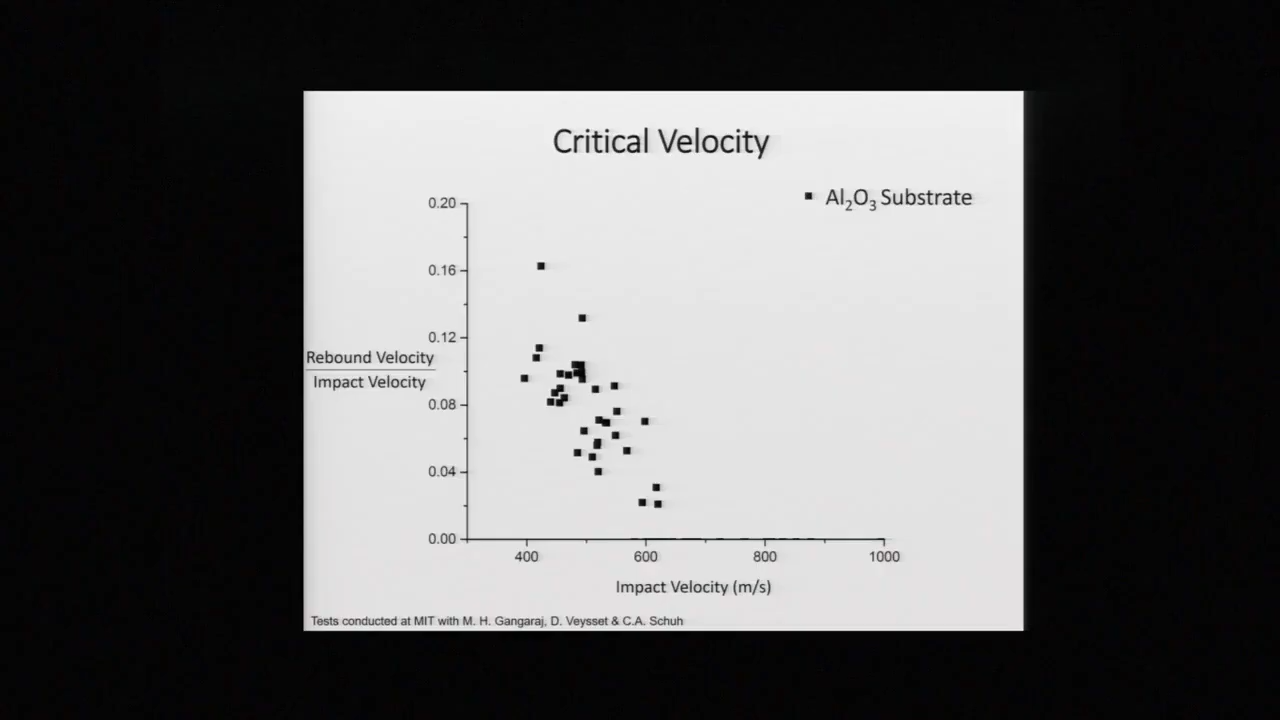 Critical Velocity
Al₂O₃ Substrate
0.20
0.16
0.12
Rebound Velocity
Impact Velocity
0.08
0.04
0.00
400 600 800 1000
Impact Velocity (m/s)
Tests conducted at MIT with M. H. Gangaraj, D. Veysset & C.A. Schuh